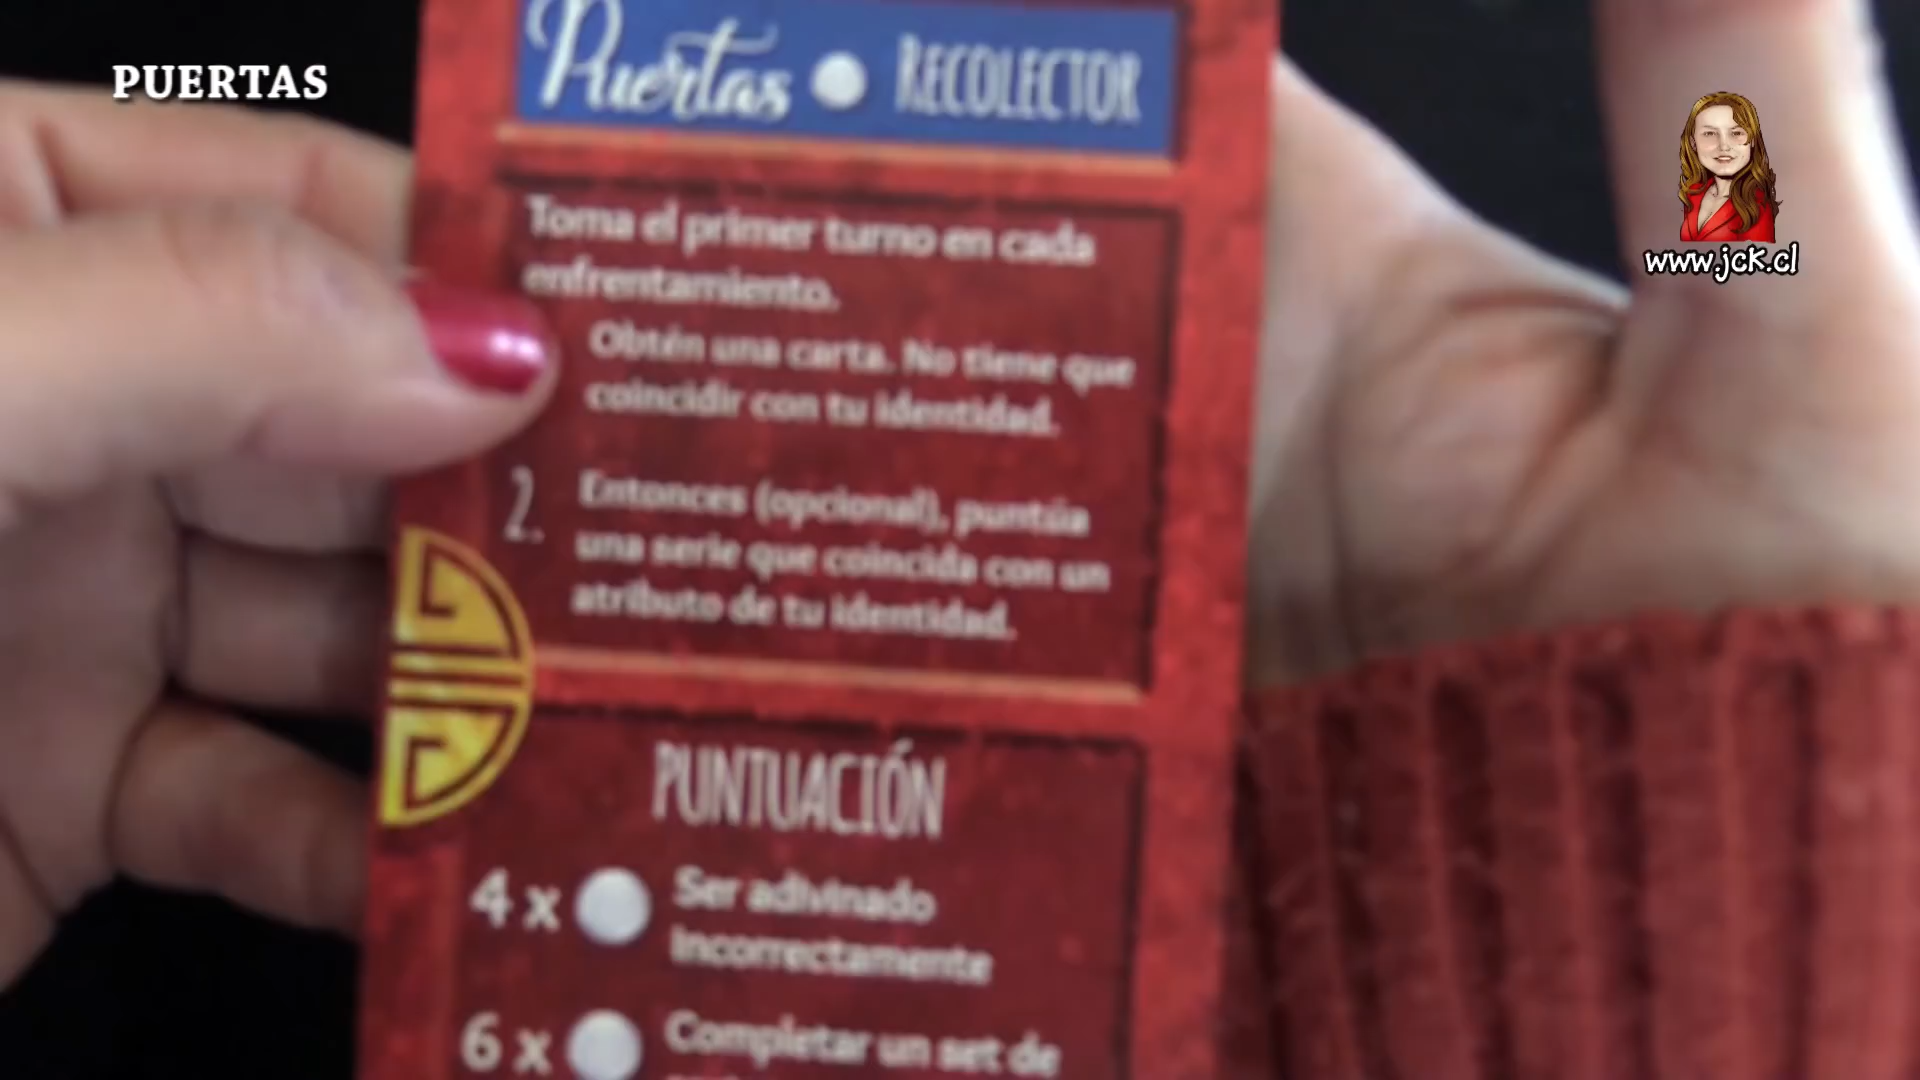 PUERTAS
www.jck.cl
Puertas RECOLECTOR
Toma el primer turno en cada
enfrentamiento.
Obtén una carta. No tiene que
coincidir con tu identidad.
2. Entonces (opcional), puntúa
una serie que coincida con un
atributo de tu identidad.
PUNTUACIÓN
4 x Ser adivinado
incorrectamente
6 x Completar un set de